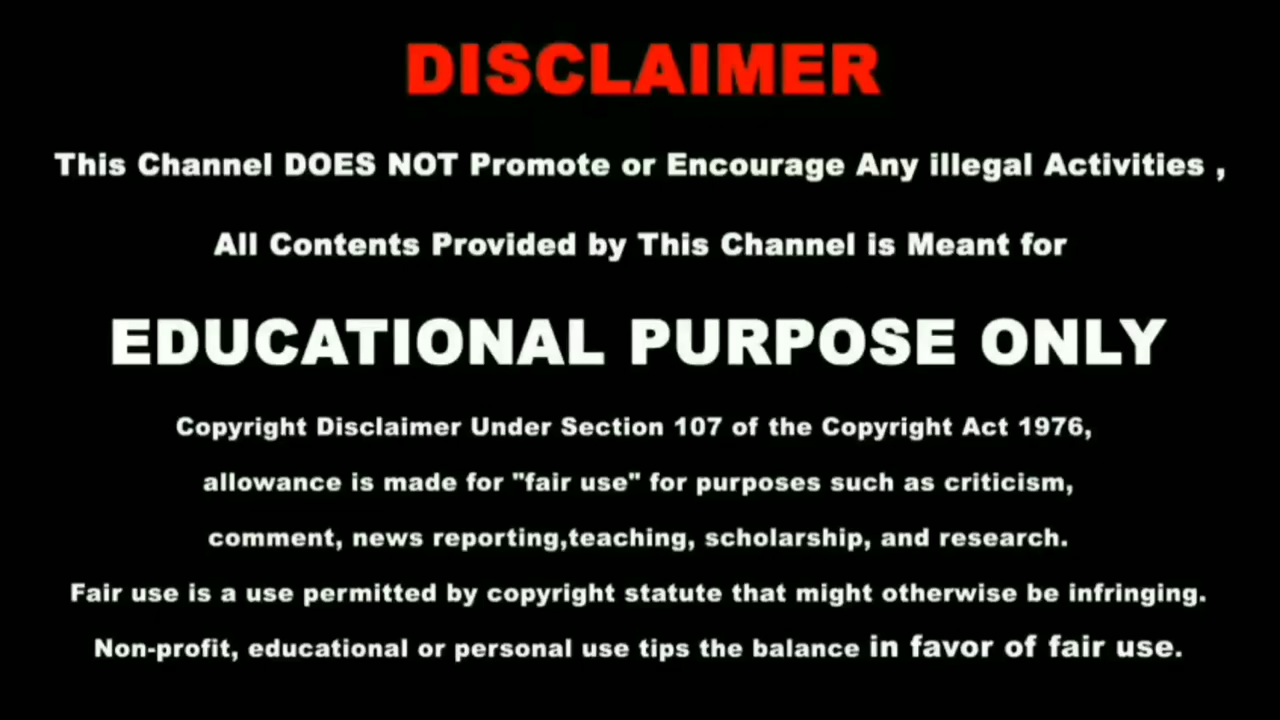 DISCLAIMER
This Channel DOES NOT Promote or Encourage Any illegal Activities ,
All Contents Provided by This Channel is Meant for
EDUCATIONAL PURPOSE ONLY
Copyright Disclaimer Under Section 107 of the Copyright Act 1976,
allowance is made for "fair use" for purposes such as criticism,
comment, news reporting,teaching, scholarship, and research.
Fair use is a use permitted by copyright statute that might otherwise be infringing.
Non-profit, educational or personal use tips the balance in favor of fair use.